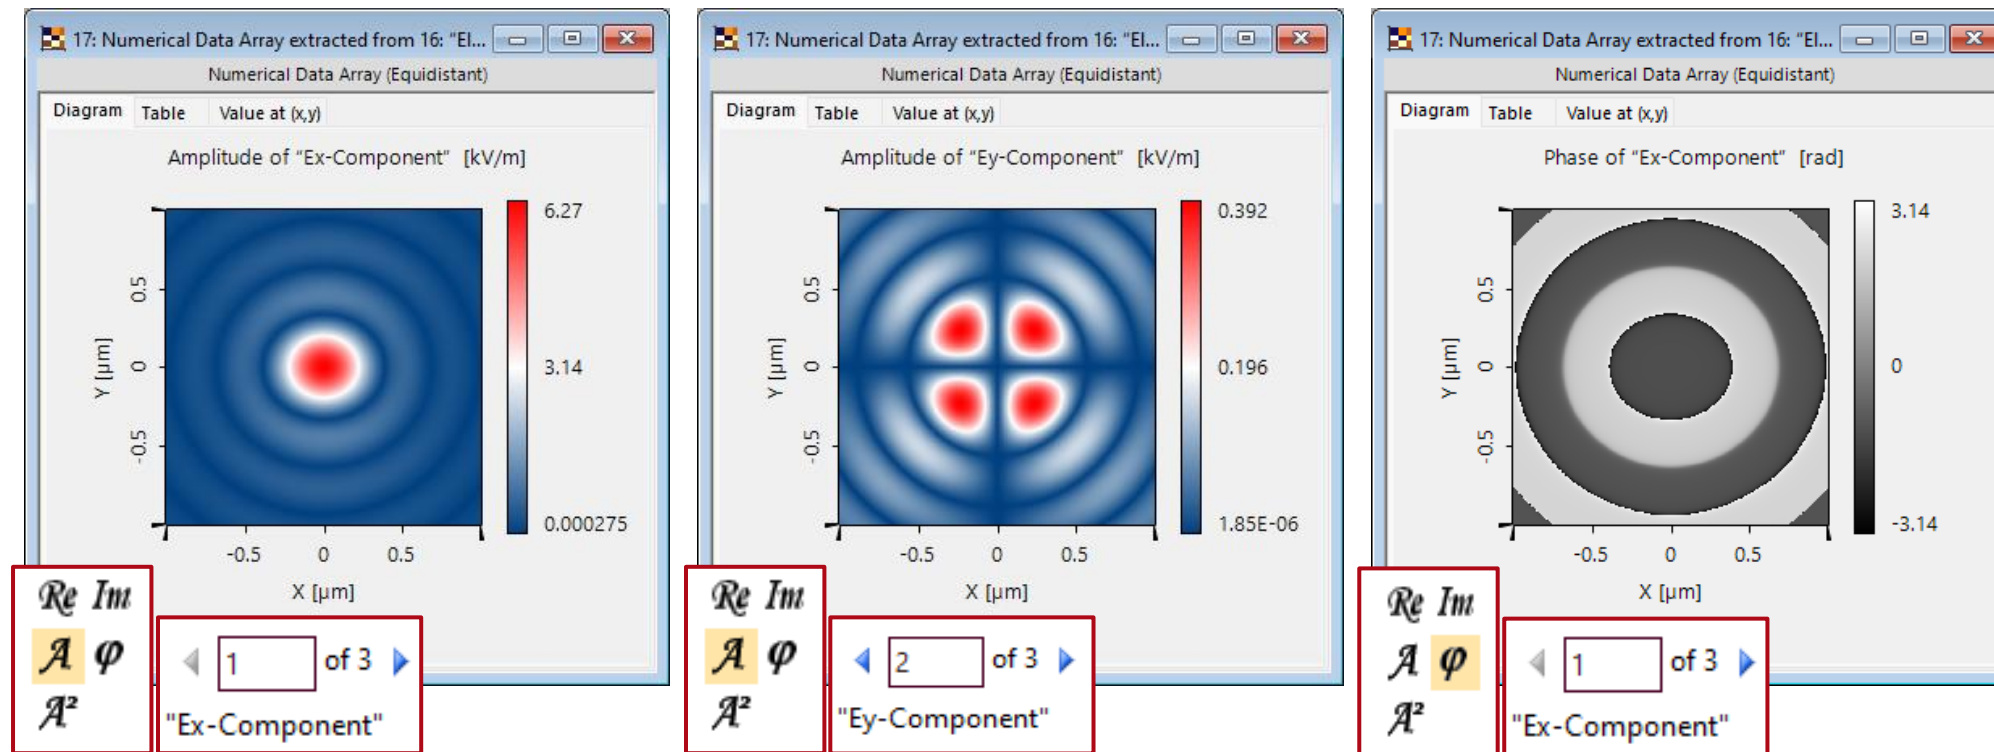 17: Numerical Data Array extracted from 16: "El...
Numerical Data Array (Equidistant)
Diagram Table Value at (x,y)
Amplitude of "Ex-Component" [kV/m]
6.27
3.14
0.000275
Y [µm]
0.5
0
-0.5
-0.5 0 0.5
X [µm]
Re Im
A φ
A²
1 of 3
"Ex-Component"
17: Numerical Data Array extracted from 16: "El...
Numerical Data Array (Equidistant)
Diagram Table Value at (x,y)
Amplitude of "Ey-Component" [kV/m]
0.392
0.196
1.85E-06
Y [µm]
0.5
0
-0.5
-0.5 0 0.5
X [µm]
Re Im
A φ
A²
2 of 3
"Ey-Component"
17: Numerical Data Array extracted from 16: "El...
Numerical Data Array (Equidistant)
Diagram Table Value at (x,y)
Phase of "Ex-Component" [rad]
3.14
0
-3.14
Y [µm]
0.5
0
-0.5
-0.5 0 0.5
X [µm]
Re Im
A φ
A²
1 of 3
"Ex-Component"